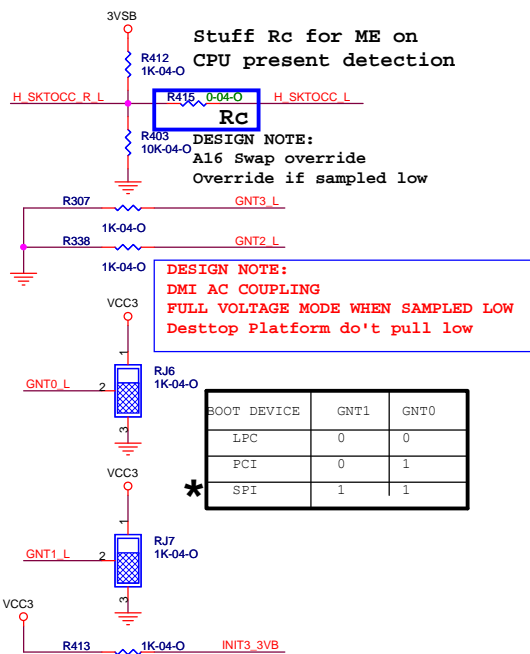 3VSB
Stuff Rc for ME on
CPU present detection
R412
1K-04-O
H_SKTOCC_R_L
R415
0-04-O
H_SKTOCC_L
Rc
R403
10K-04-O
DESIGN NOTE:
A16 Swap override
Override if sampled low
R307
GNT3_L
1K-04-O
R338
GNT2_L
1K-04-O
DESIGN NOTE:
DMI AC COUPLING
FULL VOLTAGE MODE WHEN SAMPLED LOW
Desttop Platform do't pull low
VCC3
1
RJ6
1K-04-O
GNT0_L
2
3
BOOT DEVICE GNT1 GNT0
LPC 0 0
PCI 0 1
* SPI 1 1
VCC3
1
RJ7
1K-04-O
GNT1_L
2
3
VCC3
R413
1K-04-O
INIT3_3VB